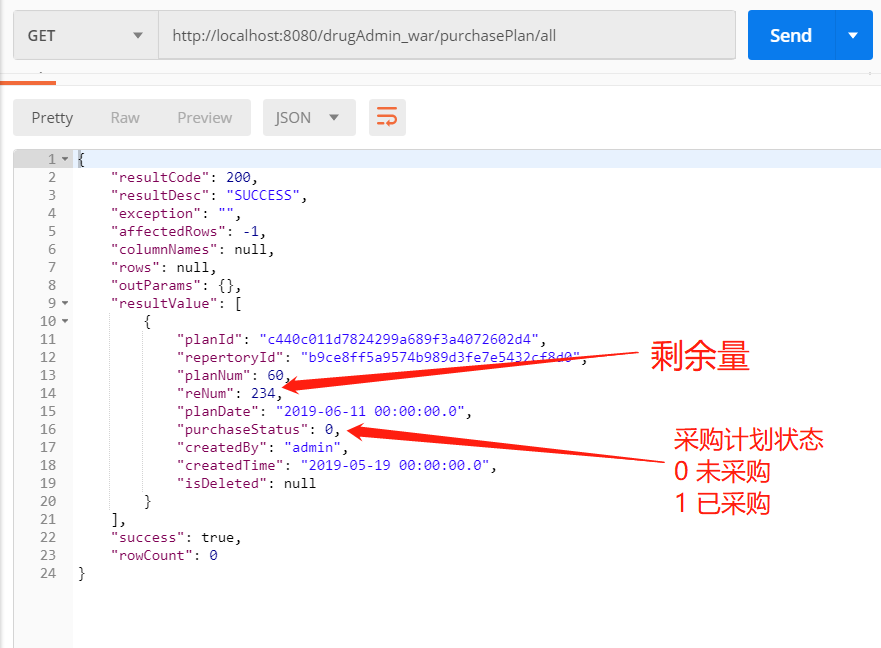 GET
http://localhost:8080/drugAdmin_war/purchasePlan/all
Send
Pretty Raw Preview JSON
1 {
2 "resultCode": 200,
3 "resultDesc": "SUCCESS",
4 "exception": "",
5 "affectedRows": -1,
6 "columnNames": null,
7 "rows": null,
8 "outParams": {},
9 "resultValue": [
10 {
11 "planId": "c440c011d7824299a689f3a4072602d4",
12 "repertoryId": "b9ce8ff5a9574b989d3fe7e5432cf8d0",
13 "planNum": 60,
14 "reNum": 234,
15 "planDate": "2019-06-11 00:00:00.0",
16 "purchaseStatus": 0,
17 "createdBy": "admin",
18 "createdTime": "2019-05-19 00:00:00.0",
19 "isDeleted": null
20 }
21 ],
22 "success": true,
23 "rowCount": 0
24 }
剩余量
采购计划状态
0 未采购
1 已采购